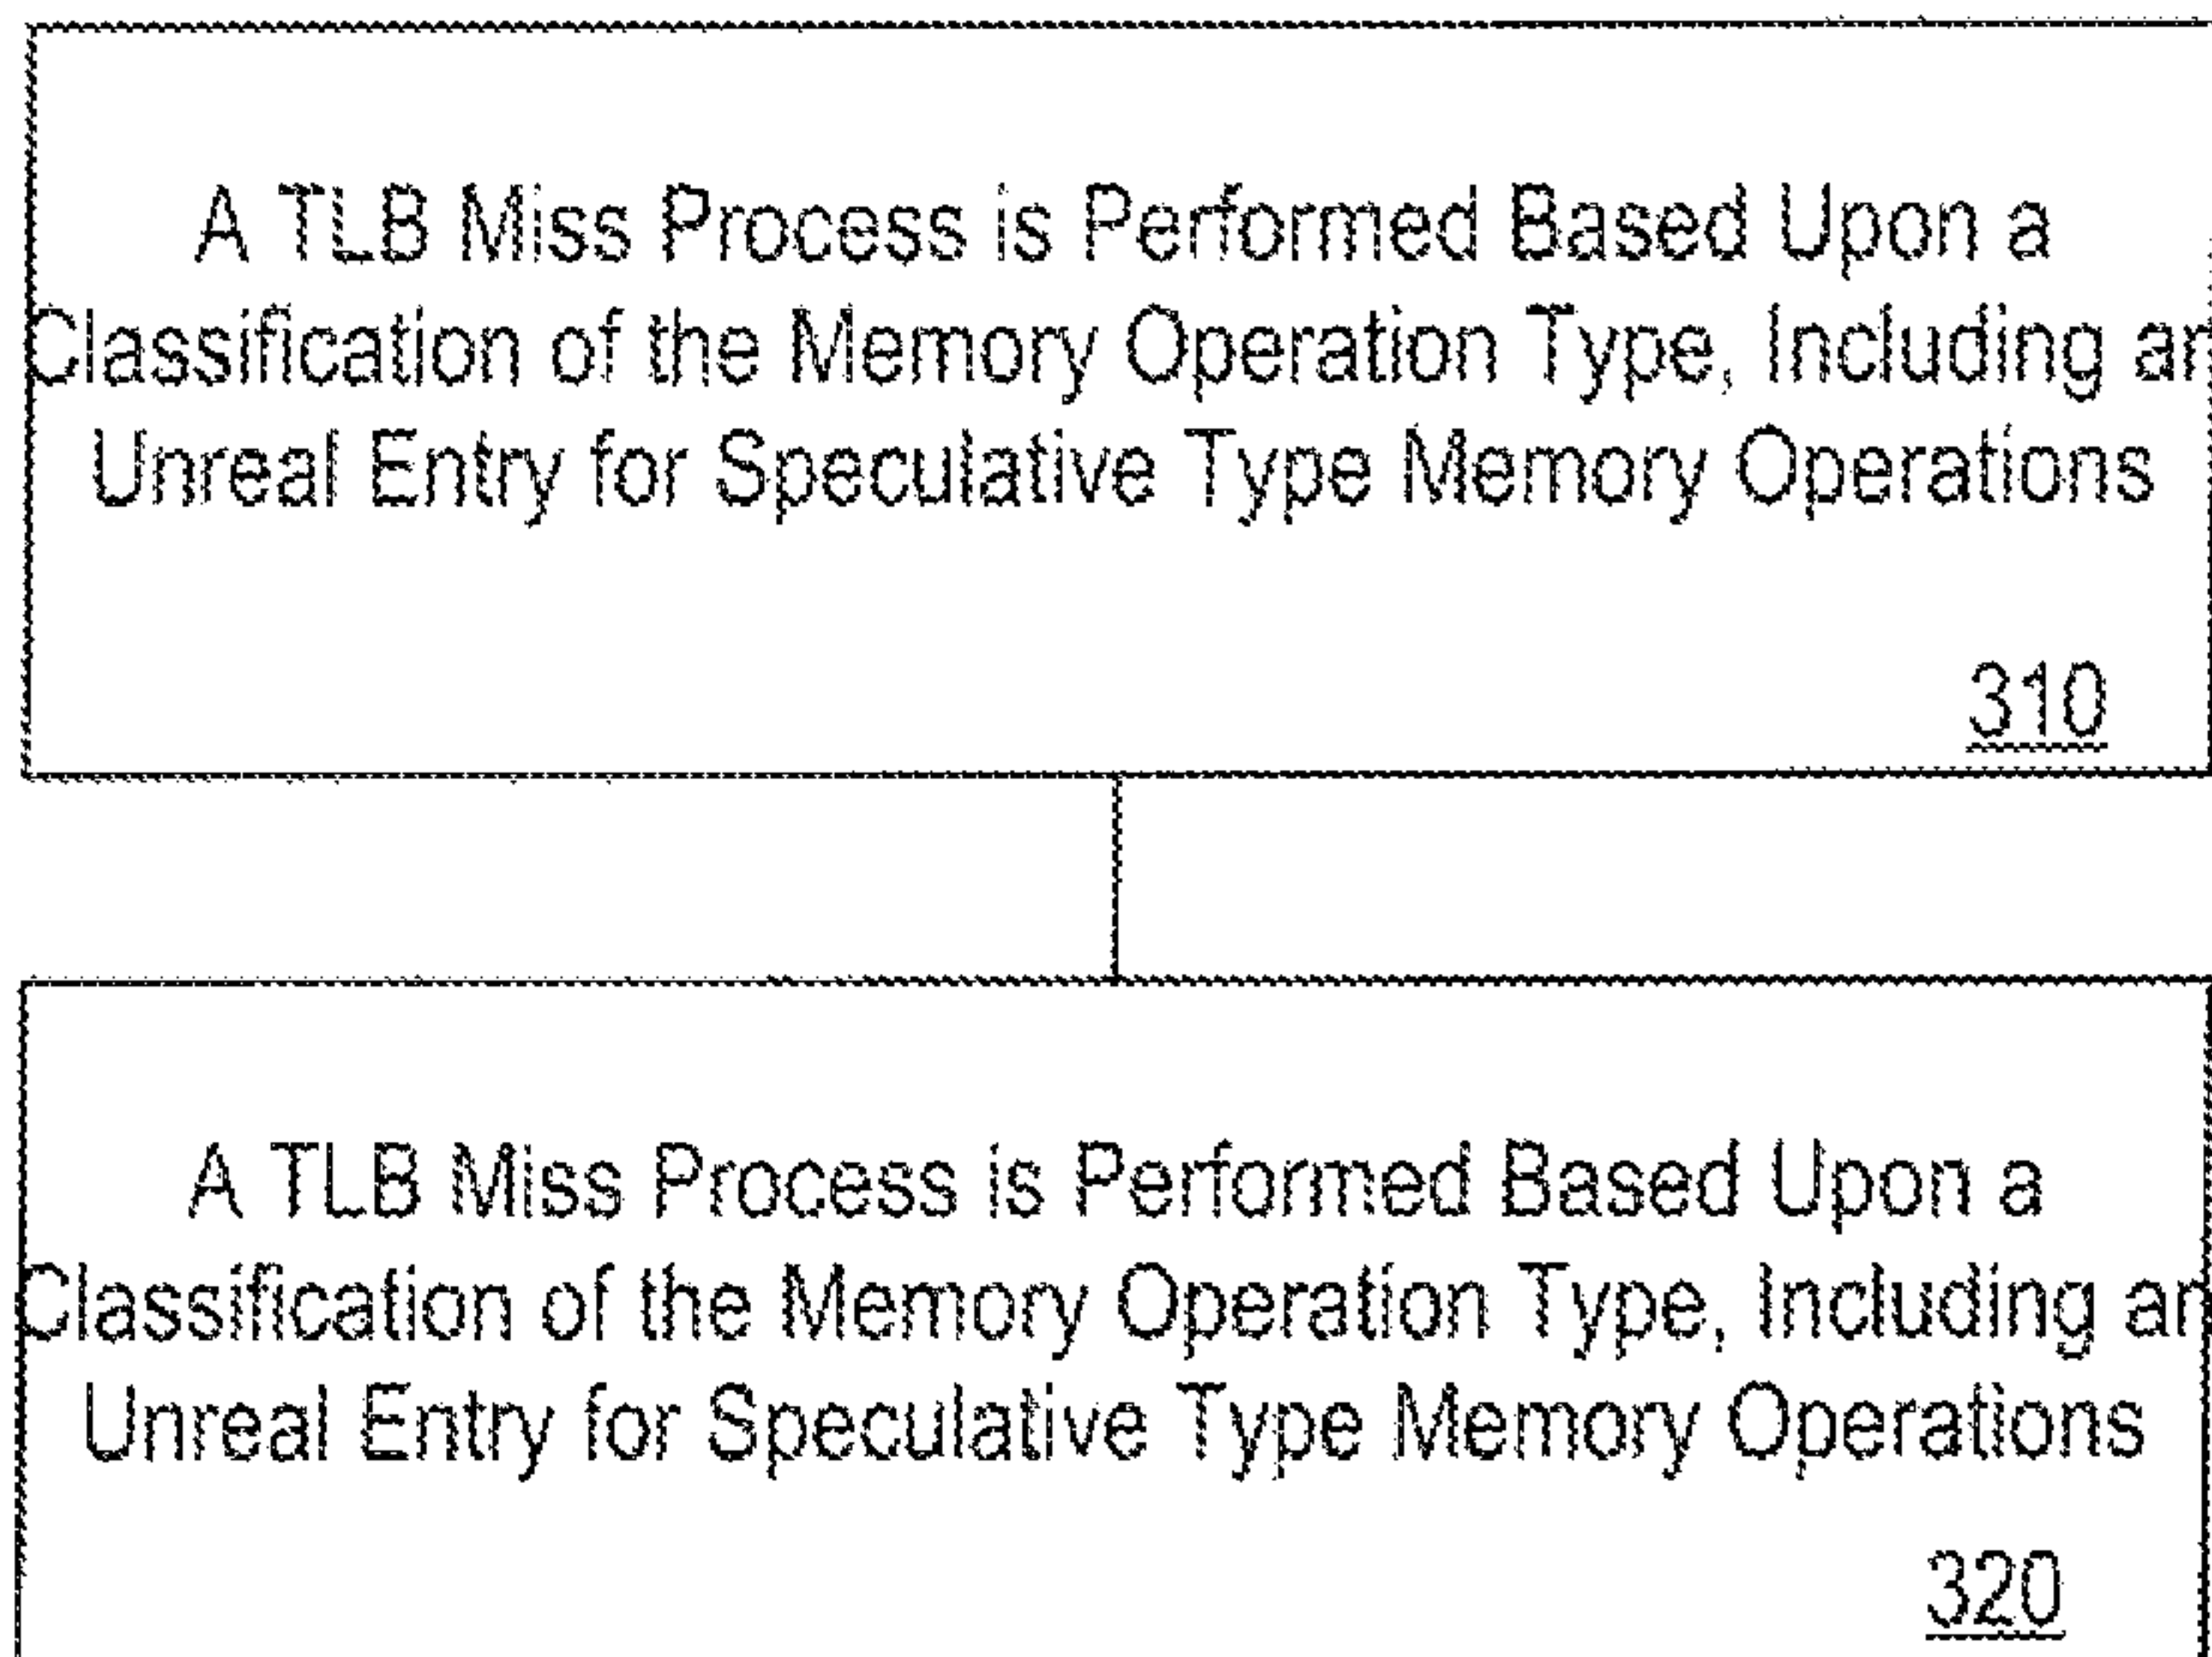 A TLB Miss Process is Performed Based Upon a
Classification of the Memory Operation Type, Including an
Unreal Entry for Speculative Type Memory Operations
310
A TLB Miss Process is Performed Based Upon a
Classification of the Memory Operation Type, Including an
Unreal Entry for Speculative Type Memory Operations
320